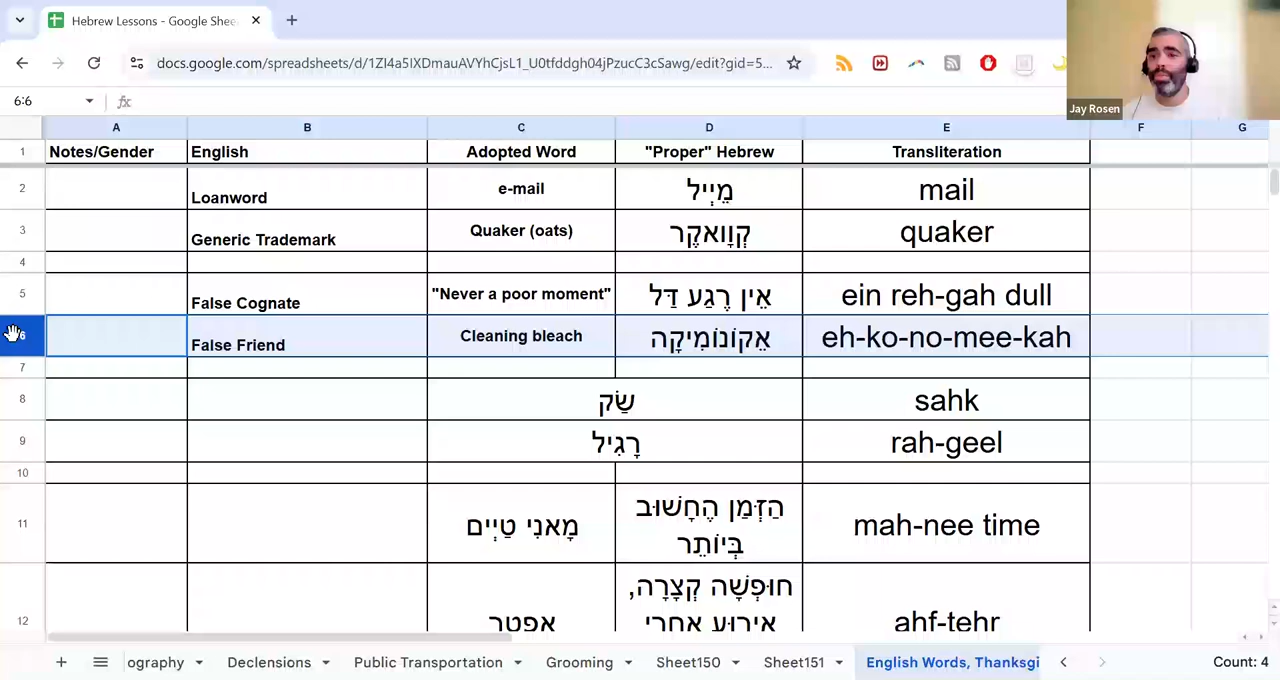 Hebrew Lessons - Google Shee
docs.google.com/spreadsheets/d/1ZI4a5IXDmauAVYhCjsL1_U0tfddgh04jPzucC3cSawg/edit?gid=5...
Jay Rosen
6:6
fx
A B C D E F G
1 Notes/Gender English Adopted Word "Proper" Hebrew Transliteration
2 Loanword e-mail מֵיְיל mail
3 Generic Trademark Quaker (oats) קְוָואקֶר quaker
4
5 False Cognate "Never a poor moment" אֵין רֶגַע דַּל ein reh-gah dull
6 False Friend Cleaning bleach אֵקוֹנוֹמִיקָה eh-ko-no-mee-kah
7
8 שַׂק sahk
9 רָגִיל rah-geel
10
הַזְּמַן הֶחָשׁוּב
11 מָאנִי טַיְים mah-nee time
בְּיוֹתֵר
חוּפְשָׁה קְצָרָה,
12 אפטר אירוע אחרי ahf-tehr
ography Declensions Public Transportation Grooming Sheet150 Sheet151 English Words, Thanksgi Count: 4